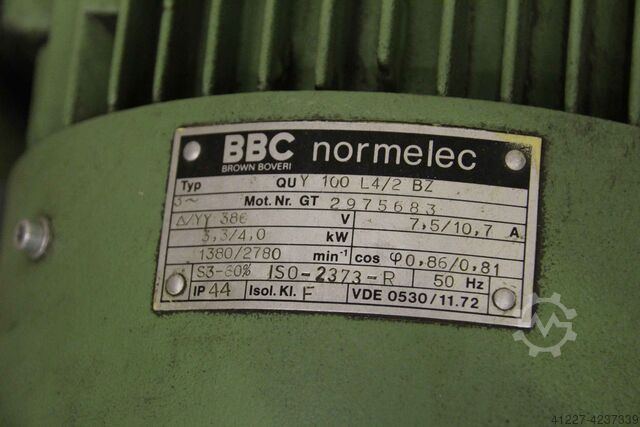 BBC normelec
BROWN BOVERI
Typ QUY 100 L4/2 BZ
3~ Mot. Nr. GT 2975683
Δ/YY 386 V 7,5/10,7 A
3,3/4,0 kW
1380/2780 min⁻¹ cos φ 0,86/0,81
S3-60% ISO-2373-R 50 Hz
IP 44 Isol. Kl. F VDE 0530/11.72
41227-4237339